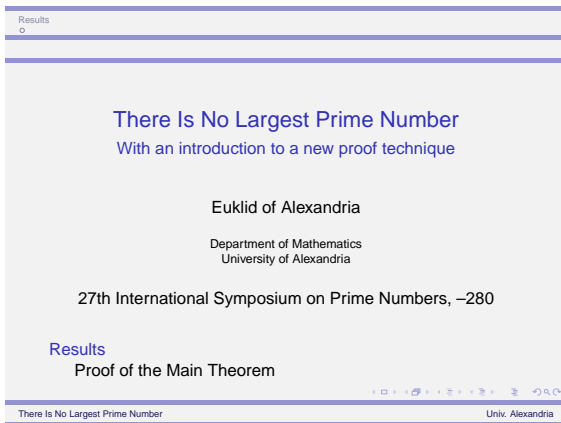 Results
There Is No Largest Prime Number
With an introduction to a new proof technique
Euklid of Alexandria
Department of Mathematics
University of Alexandria
27th International Symposium on Prime Numbers, –280
Results
Proof of the Main Theorem
There Is No Largest Prime Number Univ. Alexandria